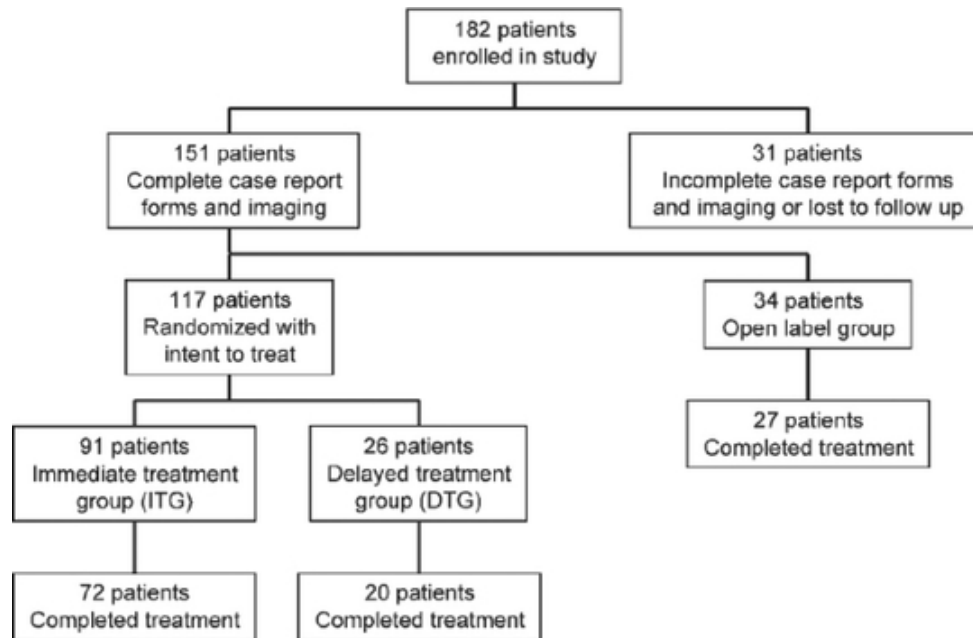 182 patients
enrolled in study
151 patients
Complete case report
forms and imaging
31 patients
Incomplete case report forms
and imaging or lost to follow up
117 patients
Randomized with
intent to treat
34 patients
Open label group
91 patients
Immediate treatment
group (ITG)
26 patients
Delayed treatment
group (DTG)
27 patients
Completed treatment
72 patients
Completed treatment
20 patients
Completed treatment